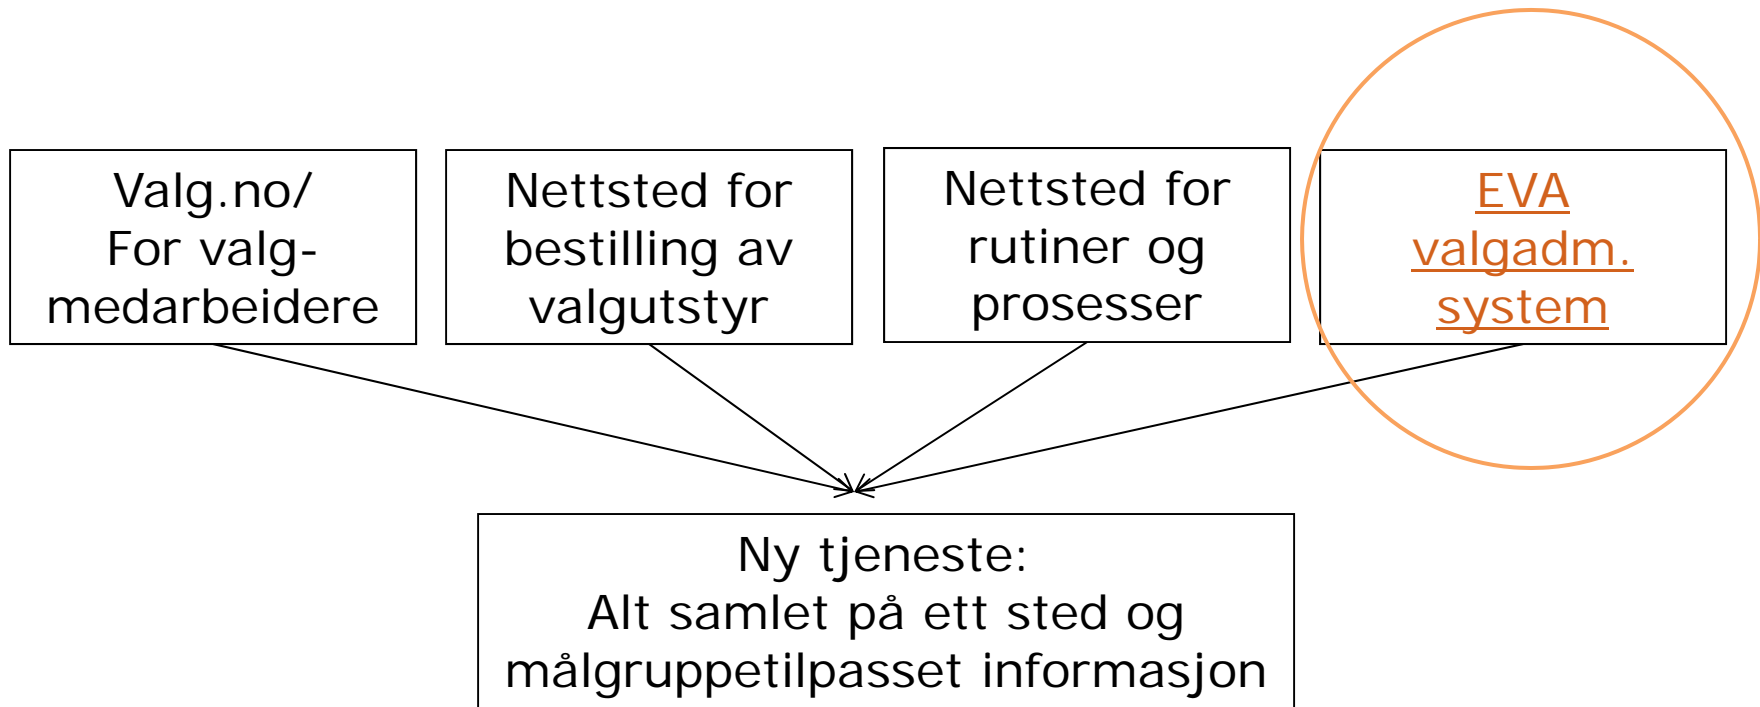 Valg.no/
For valg-
medarbeidere
Nettsted for
bestilling av
valgutstyr
Nettsted for
rutiner og
prosesser
EVA
valgadm.
system
Ny tjeneste:
Alt samlet på ett sted og
målgruppetilpasset informasjon